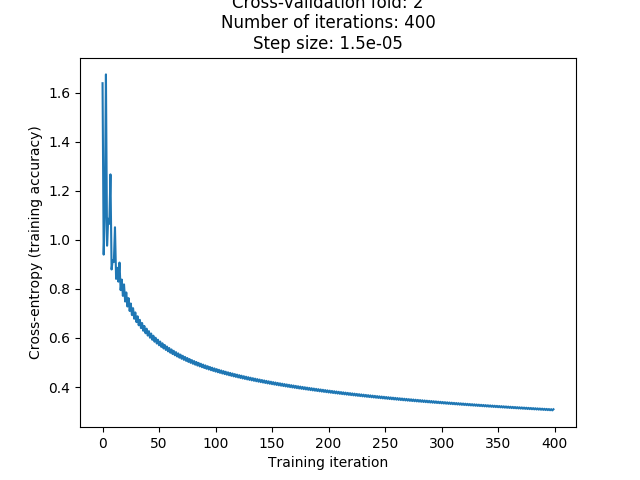 Cross-validation fold: 2
Number of iterations: 400
Step size: 1.5e-05
1.6
1.4
1.2
1.0
0.8
0.6
0.4
Cross-entropy (training accuracy)
0 50 100 150 200 250 300 350 400
Training iteration